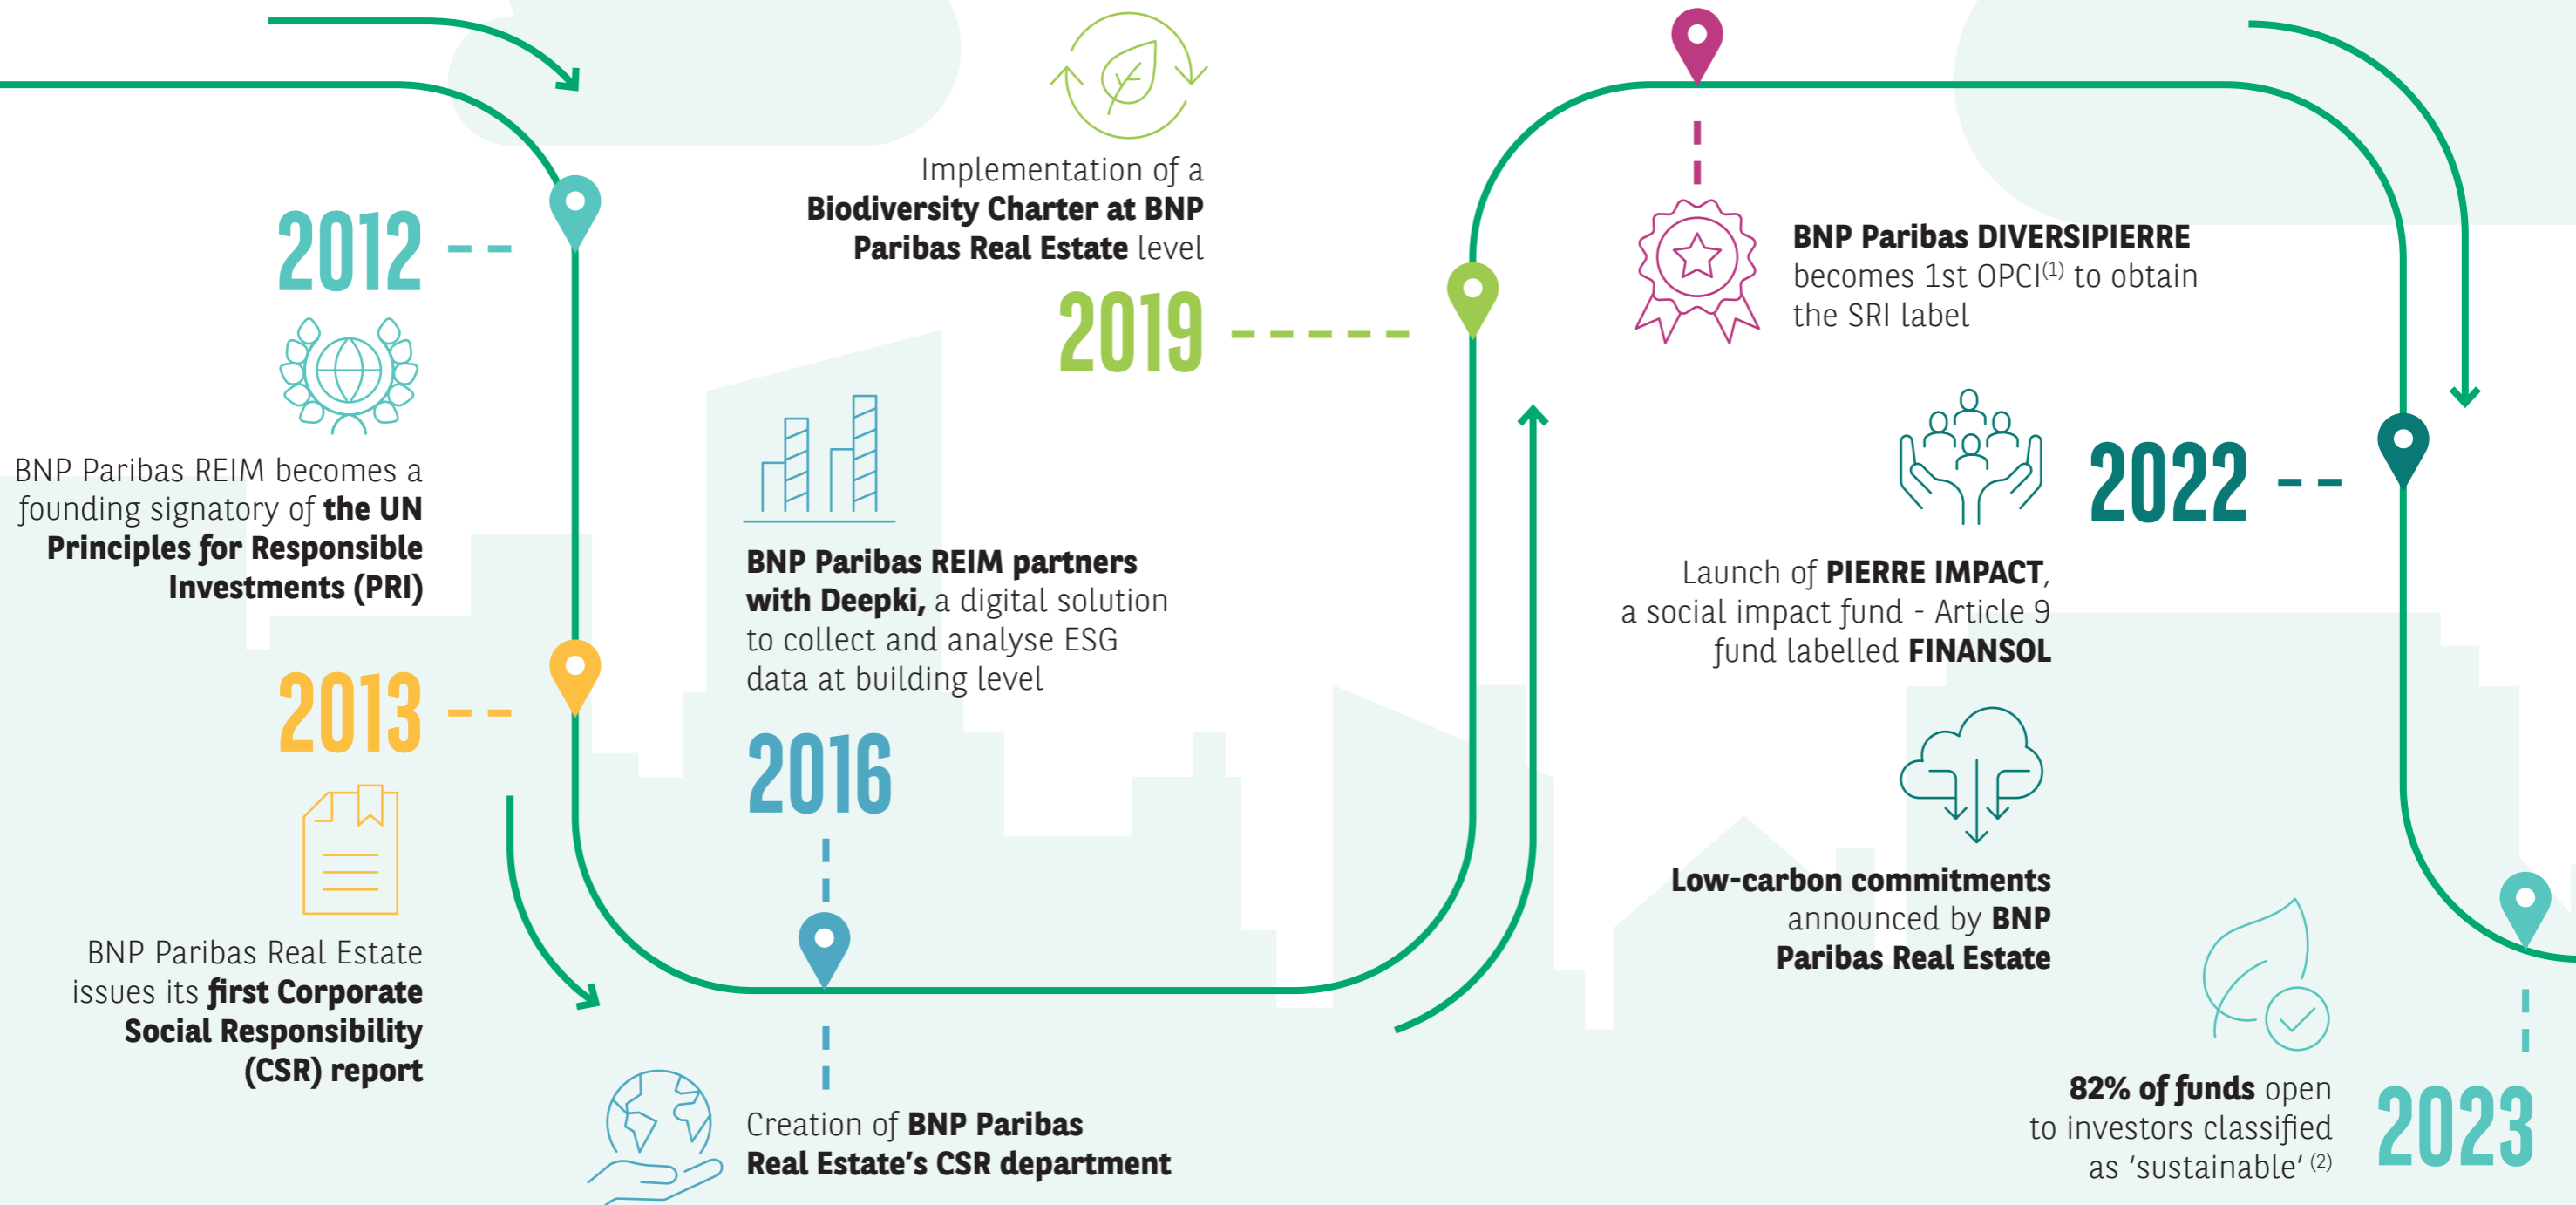 2012
BNP Paribas REIM becomes a
founding signatory of the UN
Principles for Responsible
Investments (PRI)
2013
BNP Paribas Real Estate
issues its first Corporate
Social Responsibility
(CSR) report
BNP Paribas REIM partners
with Deepki, a digital solution
to collect and analyse ESG
data at building level
2016
Creation of BNP Paribas
Real Estate's CSR department
Implementation of a
Biodiversity Charter at BNP
Paribas Real Estate level
2019
BNP Paribas DIVERSIPIERRE
becomes 1st OPCI(1) to obtain
the SRI label
2022
Launch of PIERRE IMPACT,
a social impact fund - Article 9
fund labelled FINANSOL
Low-carbon commitments
announced by BNP
Paribas Real Estate
82% of funds open
to investors classified
as ‘sustainable’ (2)
2023